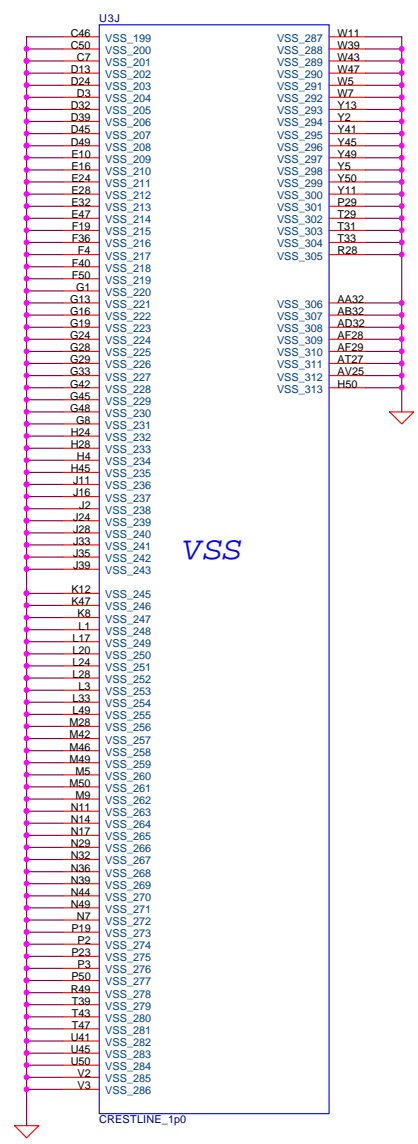 U3J
C46 VSS_199 VSS_287 W11
C50 VSS_200 VSS_288 W39
C7 VSS_201 VSS_289 W43
D13 VSS_202 VSS_290 W47
D24 VSS_203 VSS_291 W5
D3 VSS_204 VSS_292 W7
D32 VSS_205 VSS_293 Y13
D39 VSS_206 VSS_294 Y2
D45 VSS_207 VSS_295 Y41
D49 VSS_208 VSS_296 Y45
E10 VSS_209 VSS_297 Y49
E16 VSS_210 VSS_298 Y5
E24 VSS_211 VSS_299 Y50
E28 VSS_212 VSS_300 Y11
E32 VSS_213 VSS_301 P29
E47 VSS_214 VSS_302 T29
F19 VSS_215 VSS_303 T31
F36 VSS_216 VSS_304 T33
F4 VSS_217 VSS_305 R28
F40 VSS_218
F50 VSS_219
G1 VSS_220
G13 VSS_221 VSS_306 AA32
G16 VSS_222 VSS_307 AB32
G19 VSS_223 VSS_308 AD32
G24 VSS_224 VSS_309 AF28
G28 VSS_225 VSS_310 AF29
G29 VSS_226 VSS_311 AT27
G33 VSS_227 VSS_312 AV25
G42 VSS_228 VSS_313 H50
G45 VSS_229
G48 VSS_230
G8 VSS_231
H24 VSS_232
H28 VSS_233
H4 VSS_234
H45 VSS_235
J11 VSS_236
J16 VSS_237
J2 VSS_238
J24 VSS_239
J28 VSS_240
J33 VSS_241
J35 VSS_242
J39 VSS_243
VSS
K12 VSS_245
K47 VSS_246
K8 VSS_247
L1 VSS_248
L17 VSS_249
L20 VSS_250
L24 VSS_251
L28 VSS_252
L3 VSS_253
L33 VSS_254
L49 VSS_255
M28 VSS_256
M42 VSS_257
M46 VSS_258
M49 VSS_259
M5 VSS_260
M50 VSS_261
M9 VSS_262
N11 VSS_263
N14 VSS_264
N17 VSS_265
N29 VSS_266
N32 VSS_267
N36 VSS_268
N39 VSS_269
N44 VSS_270
N49 VSS_271
N7 VSS_272
P19 VSS_273
P2 VSS_274
P23 VSS_275
P3 VSS_276
P50 VSS_277
R49 VSS_278
T39 VSS_279
T43 VSS_280
T47 VSS_281
U41 VSS_282
U45 VSS_283
U50 VSS_284
V2 VSS_285
V3 VSS_286
CRESTLINE_1p0